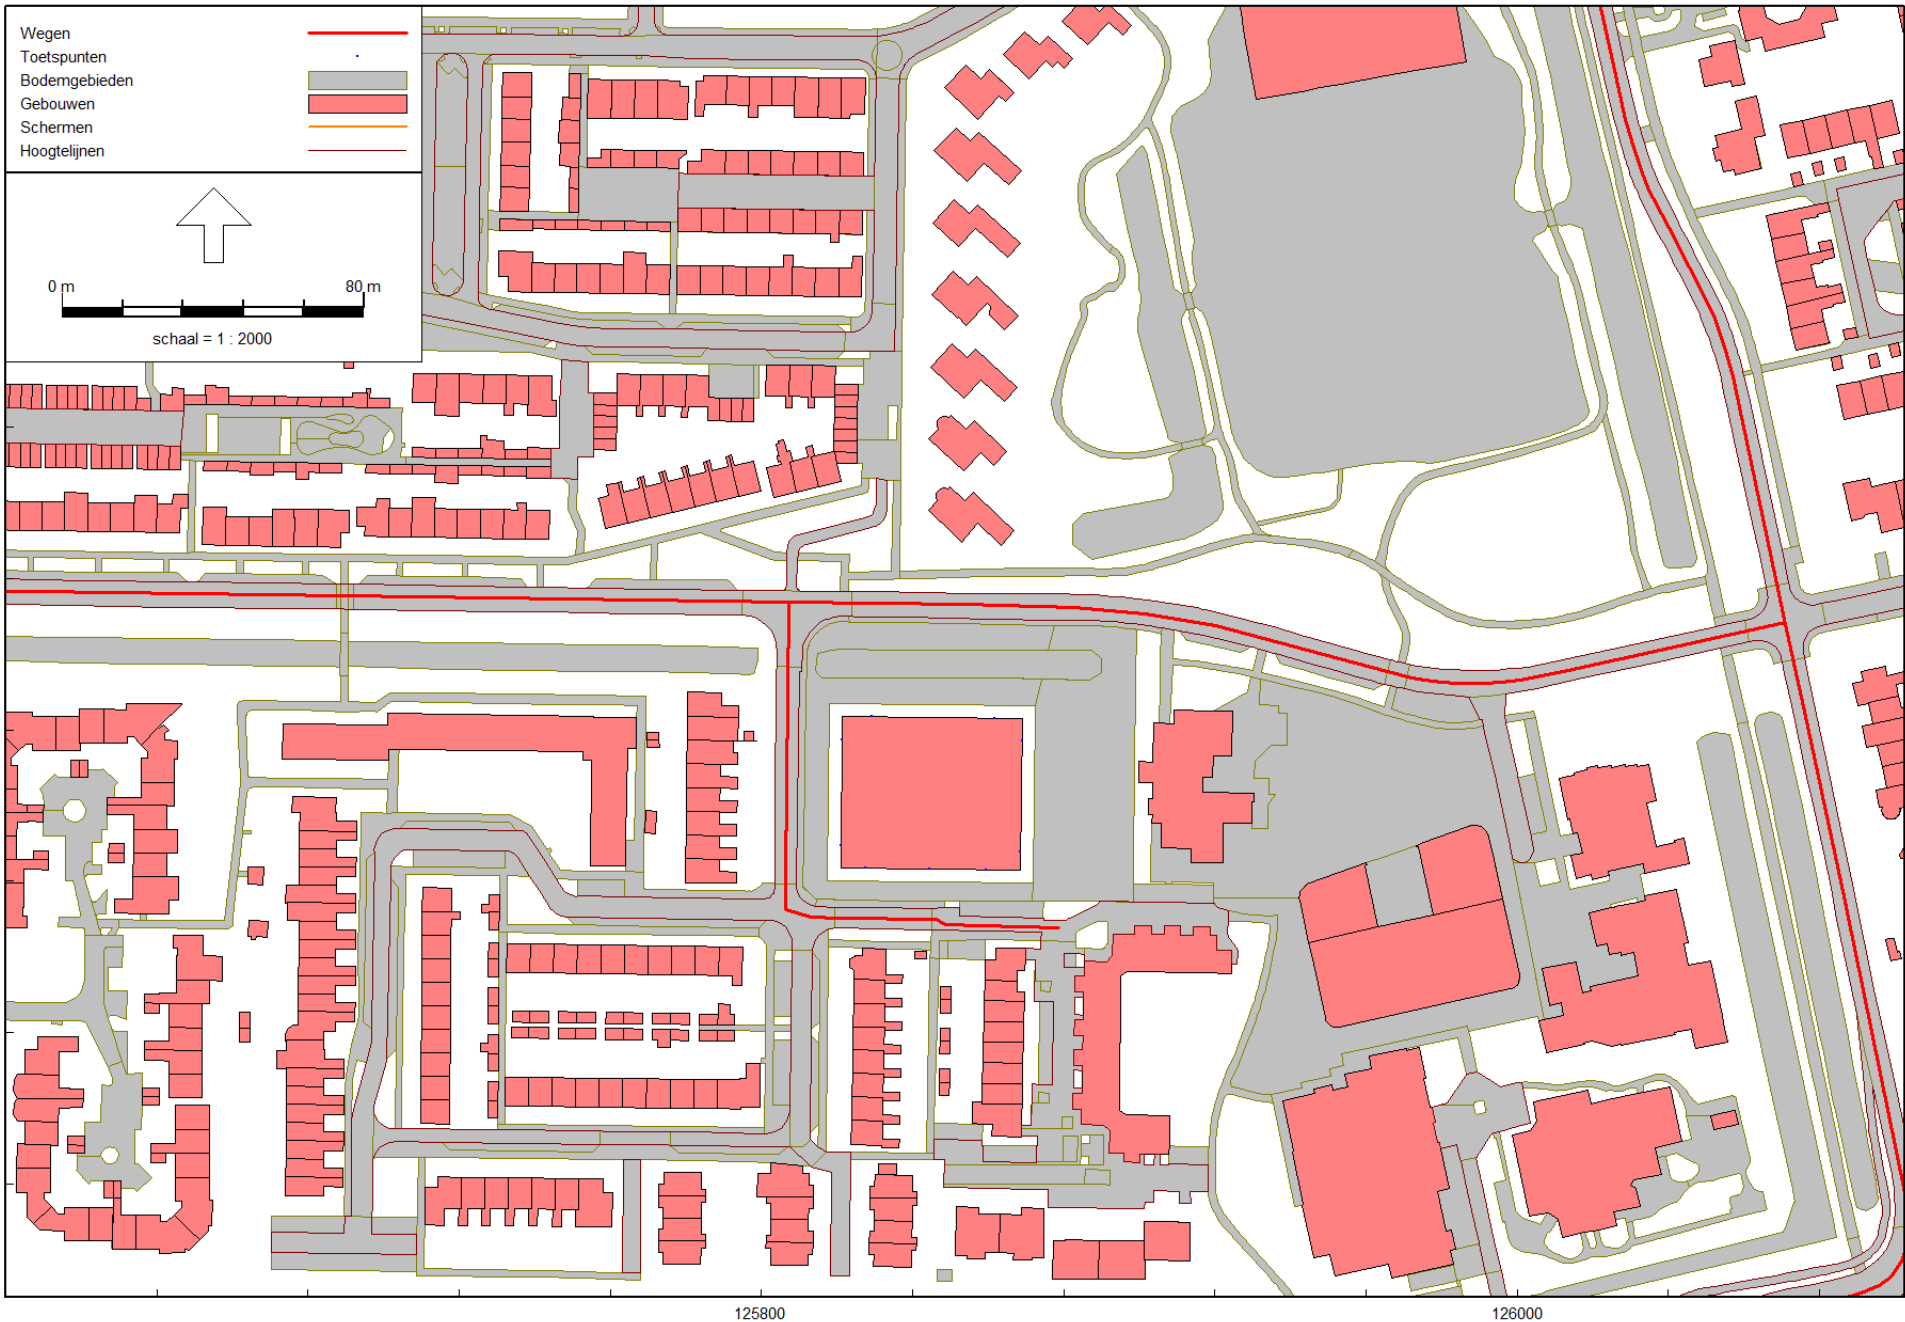 Wegen
Toetspunten
Bodemgebieden
Gebouwen
Schermen
Hoogtelijnen
0 m 80 m
schaal = 1 : 2000
125800 126000